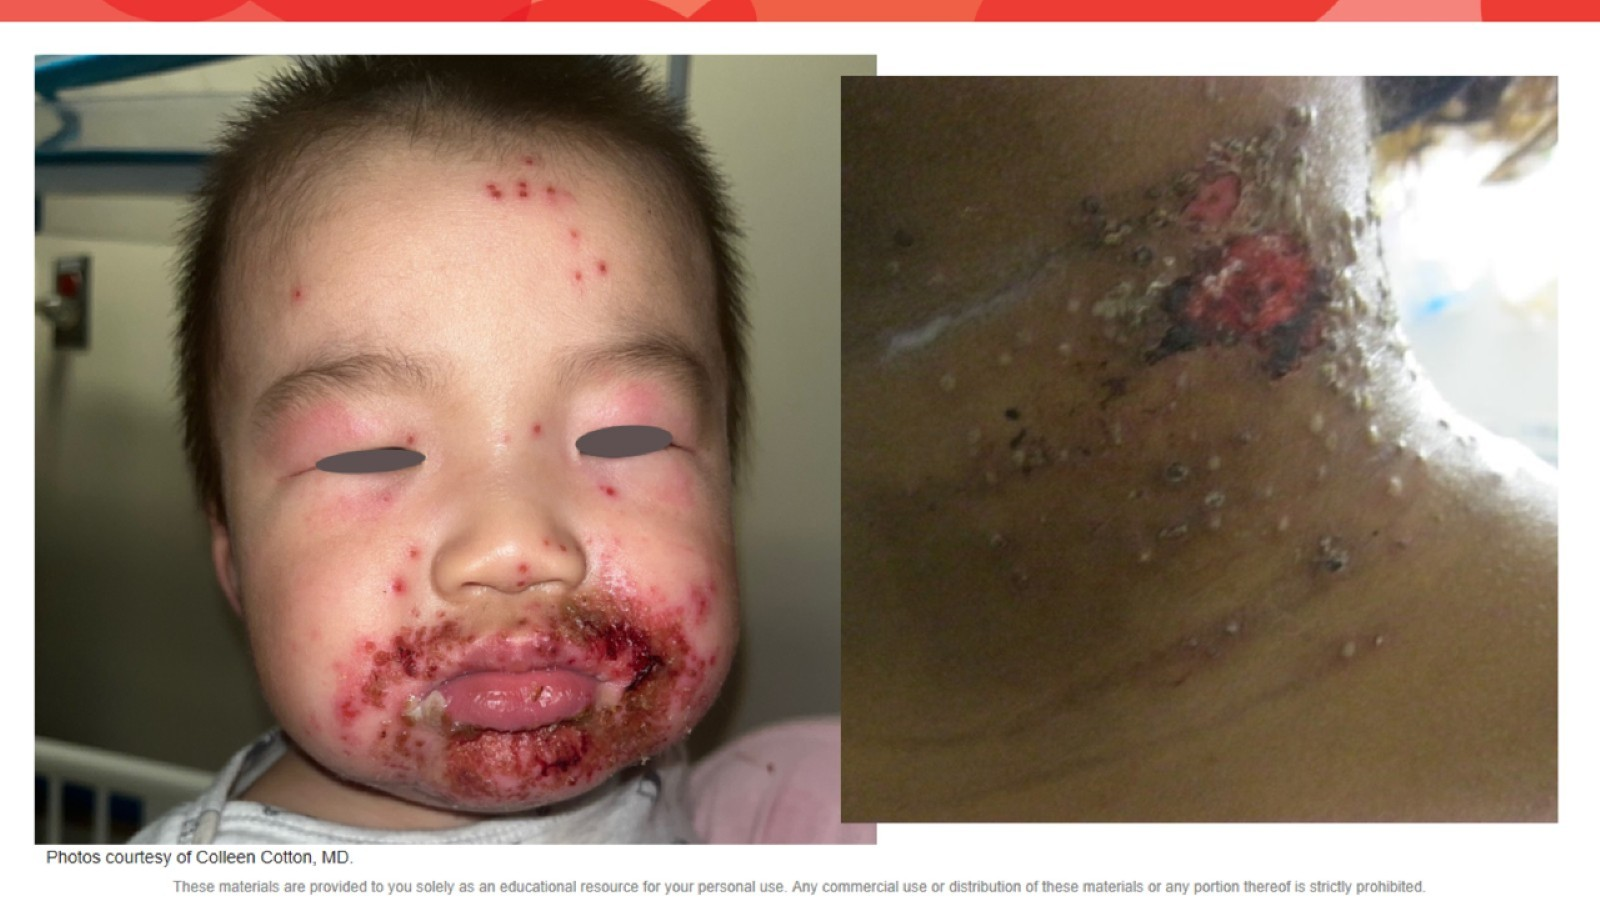 Photos courtesy of Colleen Cotton, MD.
These materials are provided to you solely as an educational resource for your personal use. Any commercial use or distribution of these materials or any portion thereof is strictly prohibited.